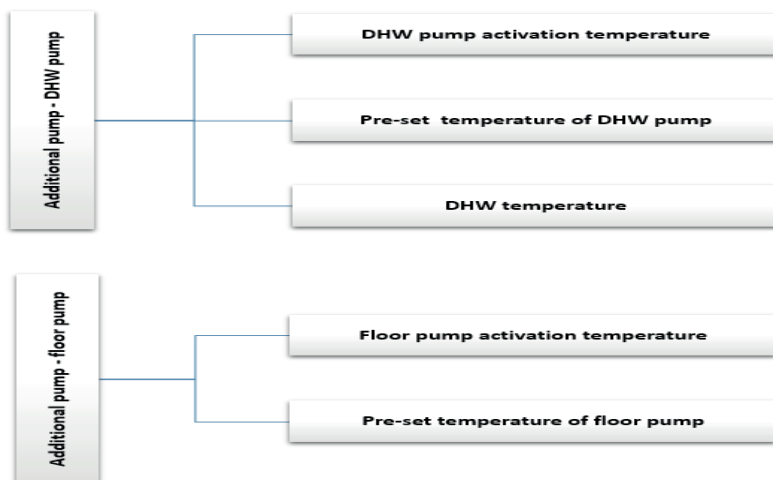 Additional pump - DHW pump
DHW pump activation temperature
Pre-set temperature of DHW pump
DHW temperature
Additional pump - floor pump
Floor pump activation temperature
Pre-set temperature of floor pump